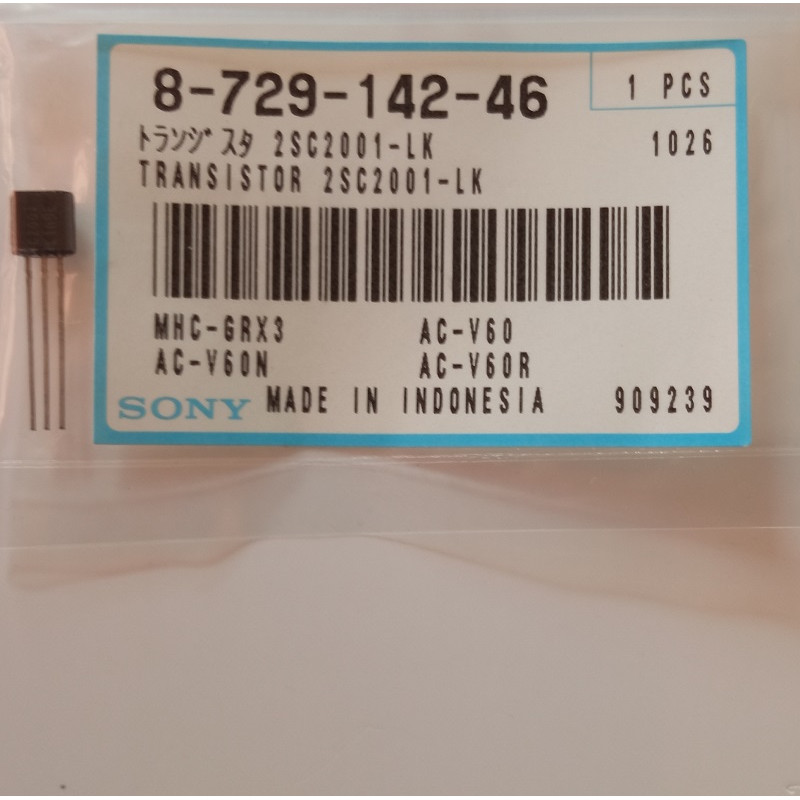 8-729-142-46
1 PCS
トランジスタ 2SC2001-LK
1026
TRANSISTOR 2SC2001-LK
MHC-GRX3 AC-V60
AC-V60N AC-V60R
SONY MADE IN INDONESIA 909239